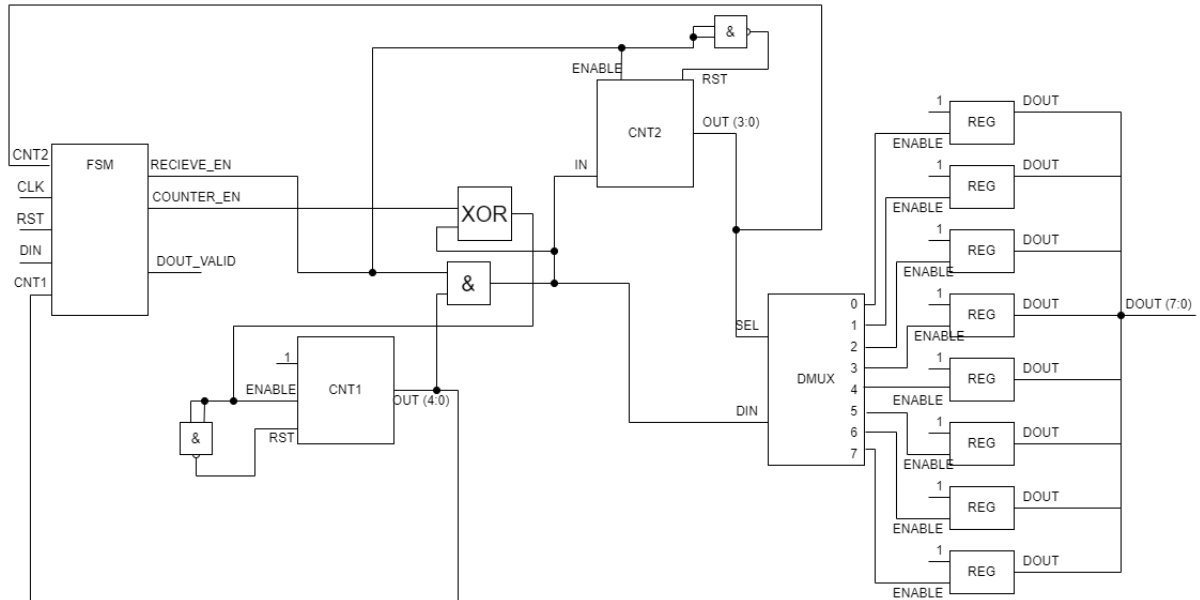 &
ENABLE
RST
CNT2
OUT (3:0)
IN
CNT2
FSM
RECIEVE_EN
CLK
COUNTER_EN
RST
DIN
DOUT_VALID
CNT1
XOR
&
1
ENABLE
CNT1
OUT (4:0)
&
RST
SEL
DIN
DMUX
0
1
2
3
4
5
6
7
1
REG
DOUT
ENABLE
1
REG
DOUT
ENABLE
1
REG
DOUT
ENABLE
1
REG
DOUT
ENABLE
1
REG
DOUT
ENABLE
1
REG
DOUT
ENABLE
1
REG
DOUT
ENABLE
1
REG
DOUT
ENABLE
DOUT (7:0)